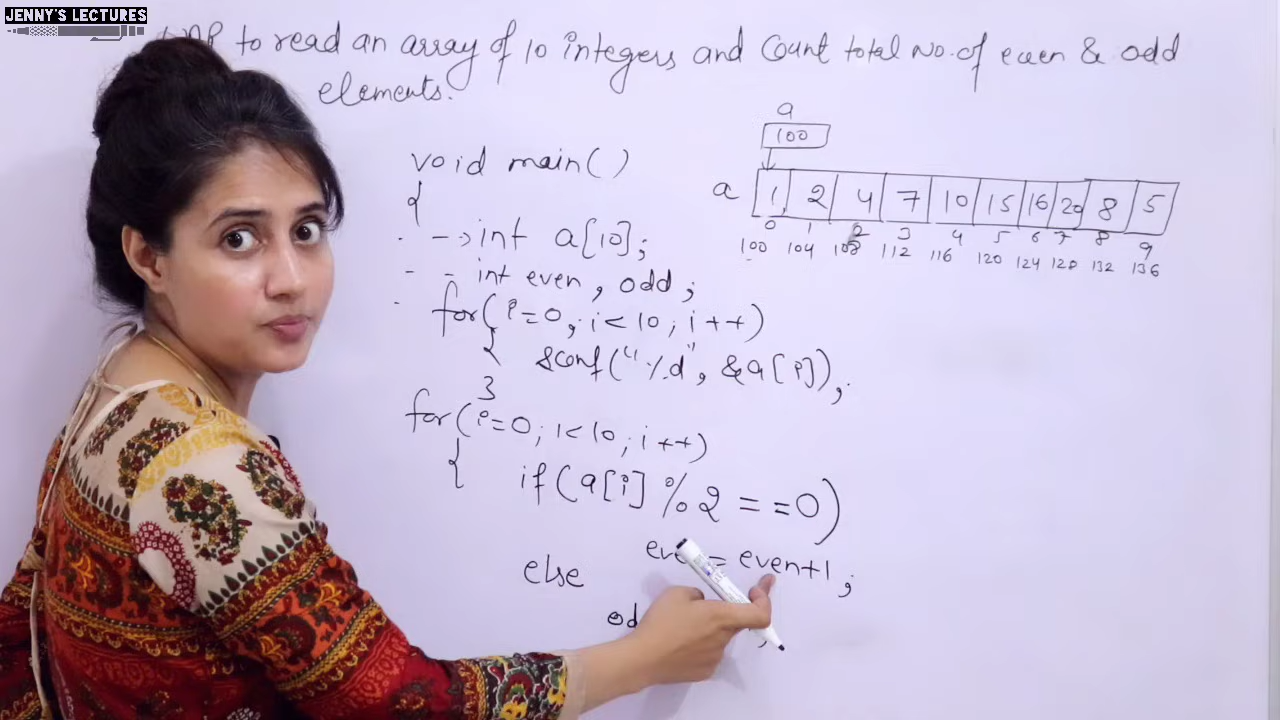 JENNY'S LECTURES
to read an array of 10 integers and Count total No. of even & odd
elements.
a
100
a 1 2 4 7 10 15 16 20 8 5
0 1 2 3 4 5 6 7 8 9
100 104 108 112 116 120 124 128 132 136
void main()
{
-->int a[10];
- - int even, odd;
for(i=0; i<10; i++)
{ scanf("%d", &a[i]);
}
for(i=0; i<10; i++)
{ if(a[i] %2 ==0)
= even+1;
else